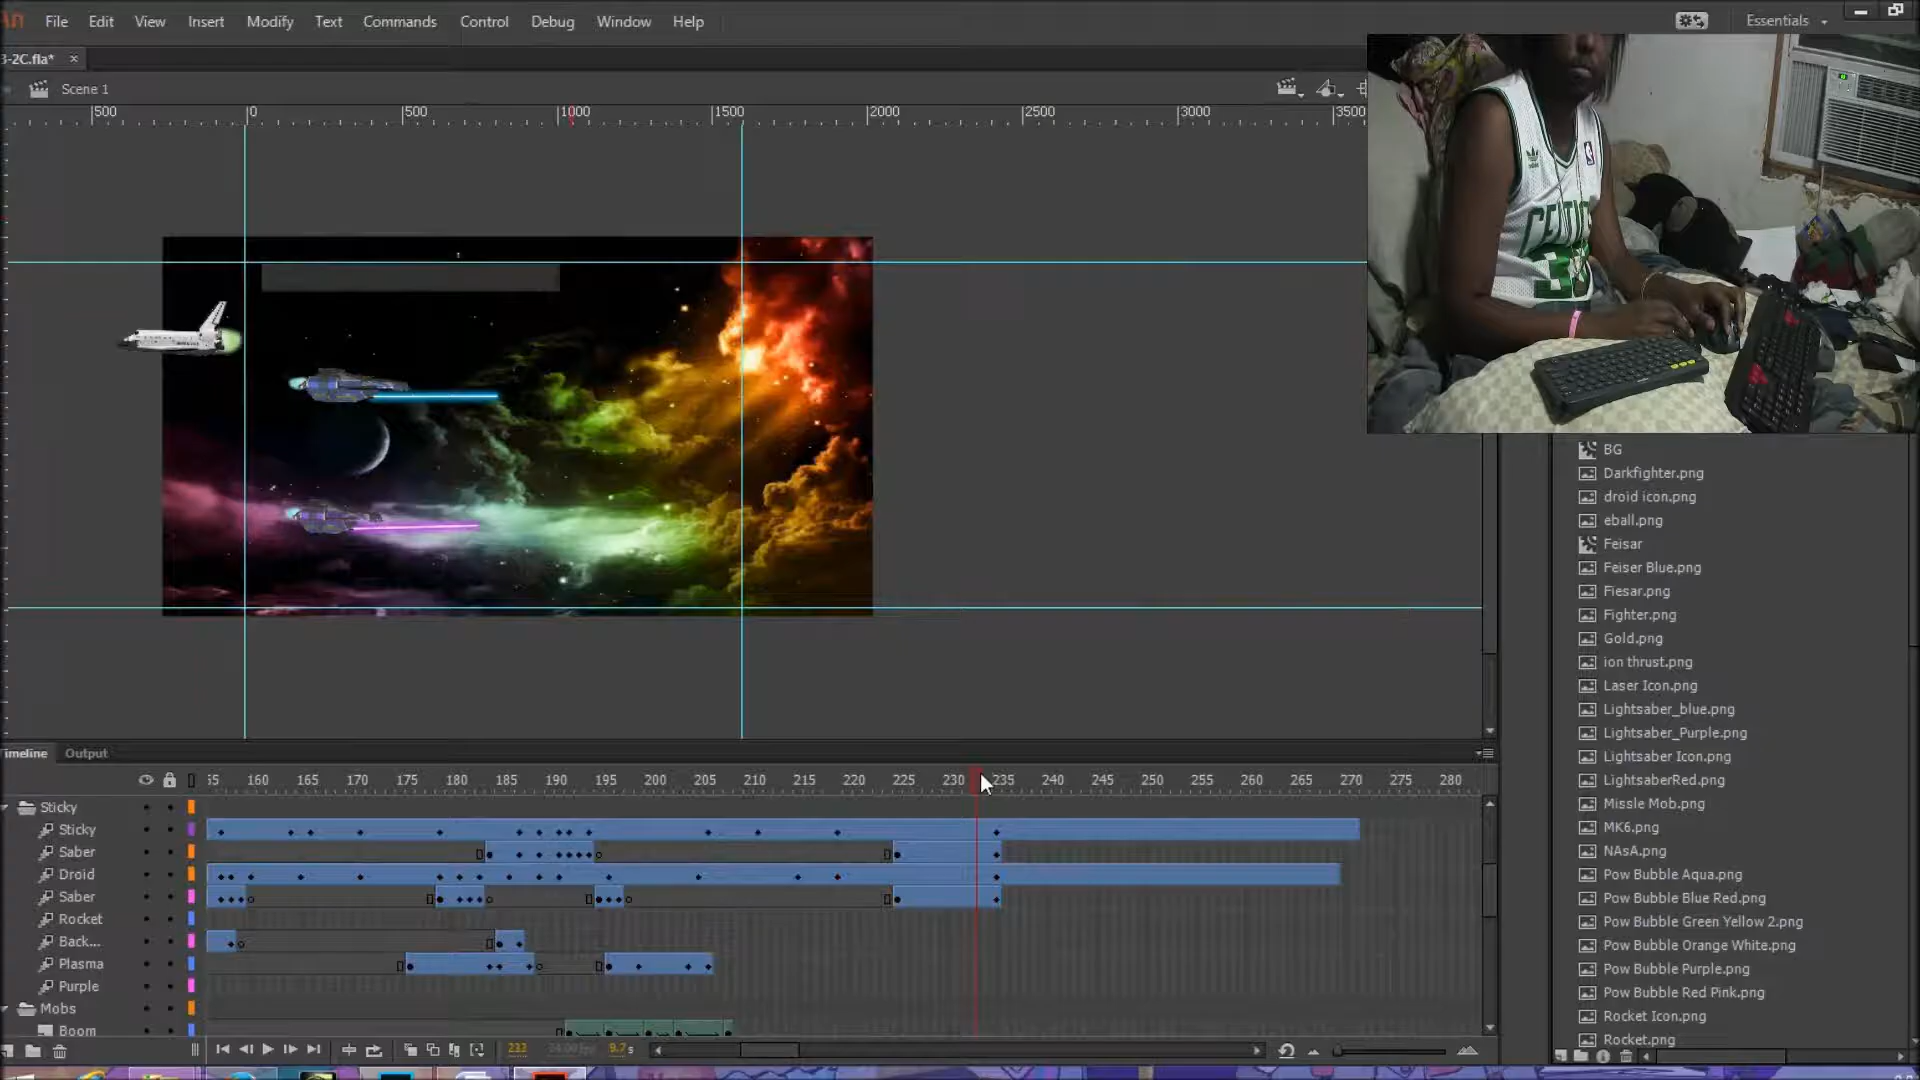 An File Edit View Insert Modify Text Commands Control Debug Window Help Essentials
3-2C.fla* ×
Scene 1
500 0 500 1000 1500 2000 2500 3000 3500
CELTICS
BG
Darkfighter.png
droid icon.png
eball.png
Feisar
Feiser Blue.png
Fiesar.png
Fighter.png
Gold.png
ion thrust.png
Laser Icon.png
Lightsaber_blue.png
Lightsaber_Purple.png
Lightsaber Icon.png
LightsaberRed.png
Missle Mob.png
MK6.png
NAsA.png
Pow Bubble Aqua.png
Pow Bubble Blue Red.png
Pow Bubble Green Yellow 2.png
Pow Bubble Orange White.png
Pow Bubble Purple.png
Pow Bubble Red Pink.png
Rocket Icon.png
Rocket.png
Timeline Output
55 160 165 170 175 180 185 190 195 200 205 210 215 220 225 230 235 240 245 250 255 260 265 270 275 280
Sticky
Sticky
Saber
Droid
Saber
Rocket
Back...
Plasma
Purple
Mobs
Boom
233 24.00 fps 9.7 s